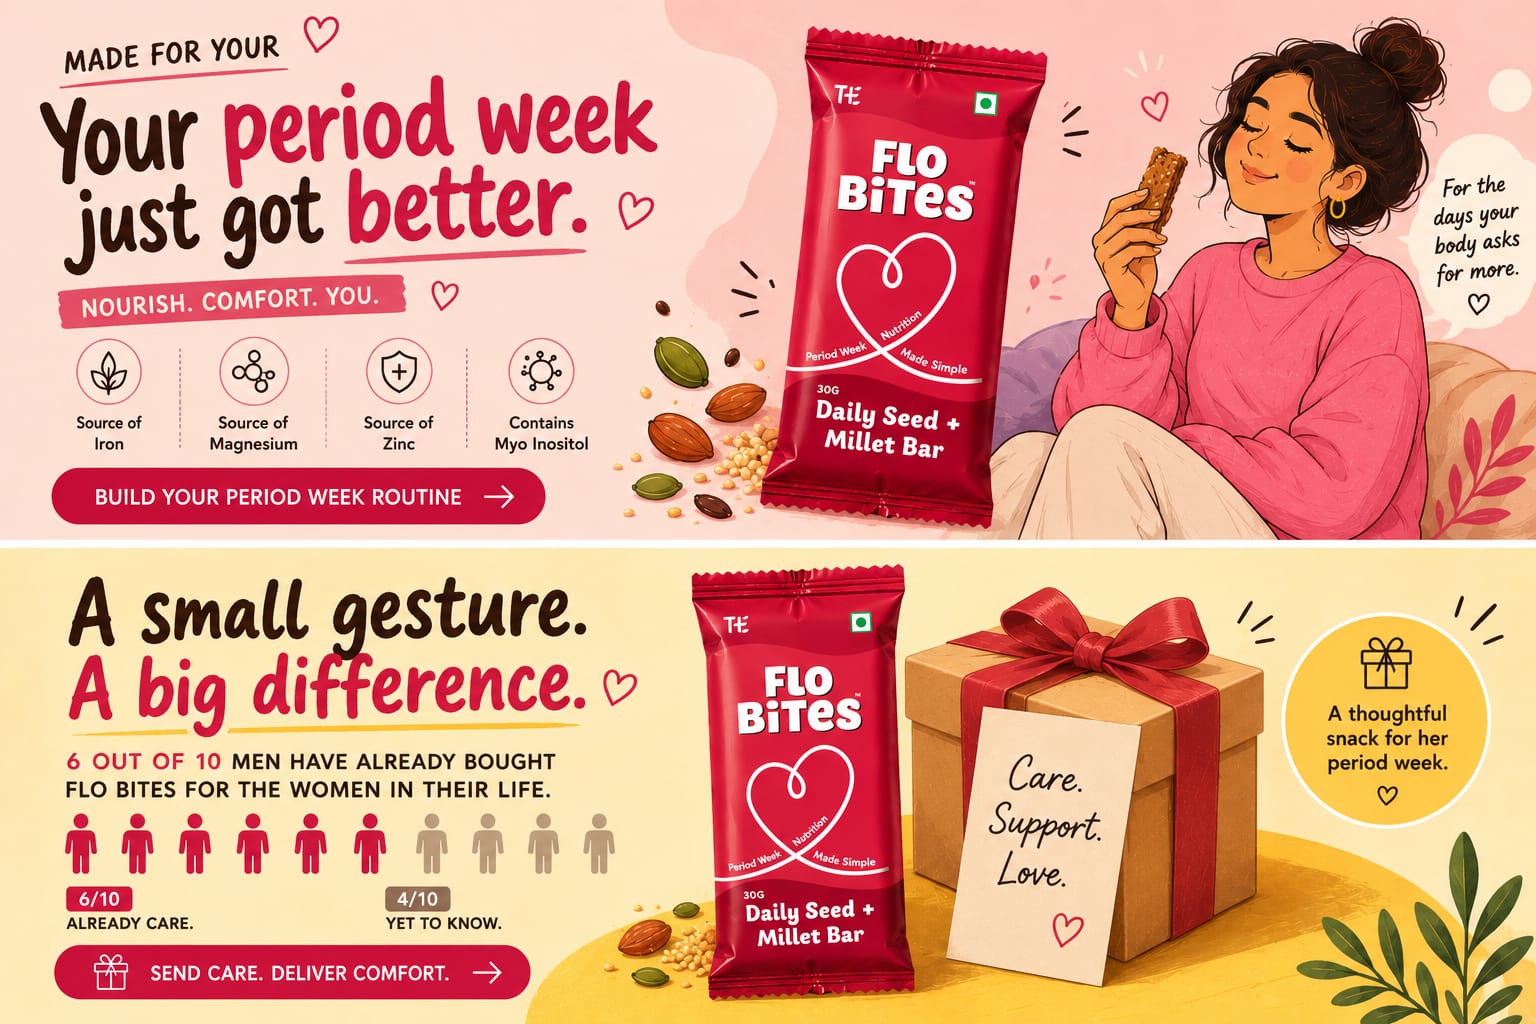 MADE FOR YOUR
Your period week
just got better.
NOURISH. COMFORT. YOU.
Source of
Iron
Source of
Magnesium
Source of
Zinc
Contains
Myo Inositol
BUILD YOUR PERIOD WEEK ROUTINE
THE
FLO
BiTES™
Period Week Nutrition Made Simple
30G
Daily Seed +
Millet Bar
For the
days your
body asks
for more.
A small gesture.
A big difference.
6 OUT OF 10 MEN HAVE ALREADY BOUGHT
FLO BITES FOR THE WOMEN IN THEIR LIFE.
6/10
ALREADY CARE.
4/10
YET TO KNOW.
SEND CARE. DELIVER COMFORT.
THE
FLO
BiTES™
Period Week Nutrition Made Simple
30G
Daily Seed +
Millet Bar
Care.
Support.
Love.
A thoughtful
snack for her
period week.